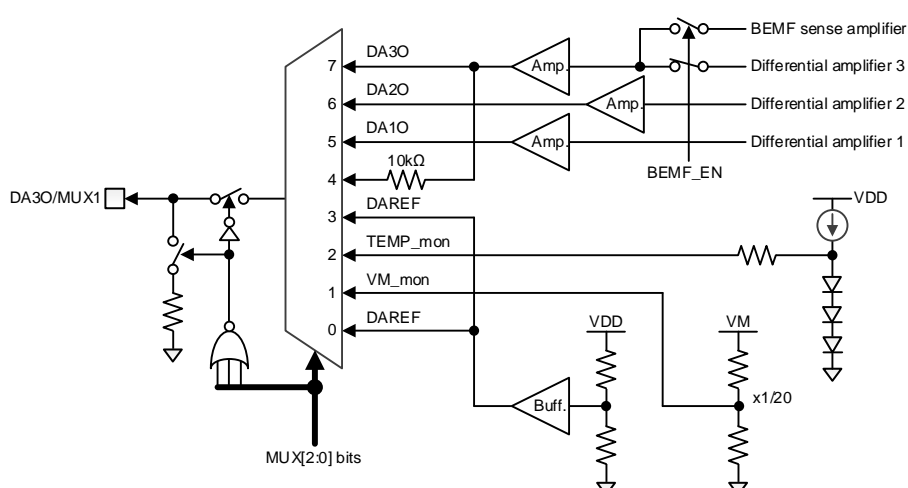 BEMF sense amplifier
DA3O
7
Amp.
Differential amplifier 3
DA2O
6
Amp.
Differential amplifier 2
DA1O
5
Amp.
Differential amplifier 1
10kΩ
BEMF_EN
4
DA3O/MUX1
VDD
DAREF
3
TEMP_mon
2
VM_mon
1
DAREF
0
VDD
VM
Buff.
x1/20
MUX[2:0] bits